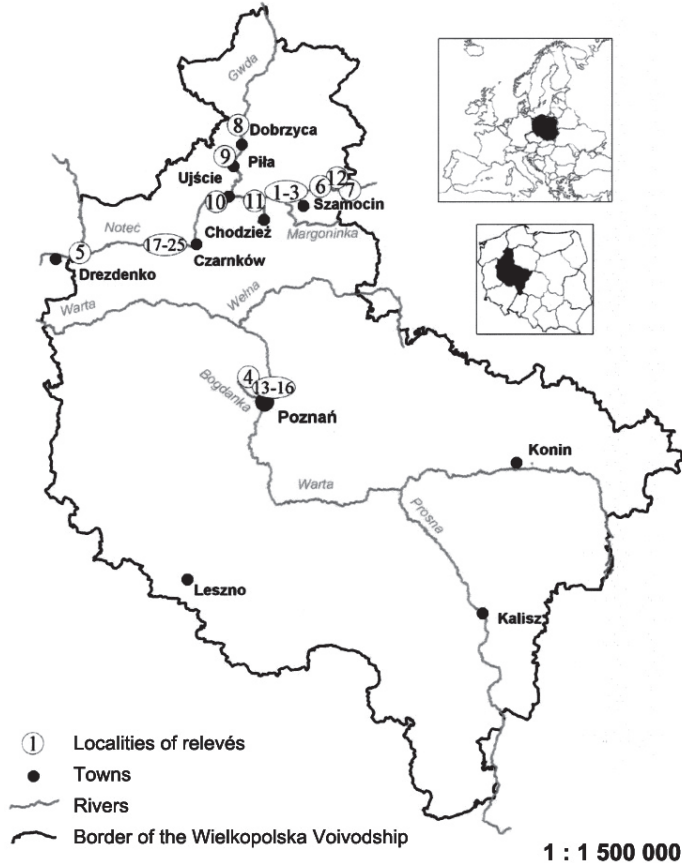 Gwda
8
Dobrzyca
9
Piła
Ujście
12
1-3
6
7
10
11
Szamocin
Noteć
Chodzież
Margoninka
5
17-25
Czarnków
Drezdenko
Warta
Wełna
4
13-16
Bogdanka
Poznań
Konin
Warta
Prosna
Leszno
Kalisz
1 Localities of relevés
Towns
Rivers
Border of the Wielkopolska Voivodship
1 : 1 500 000